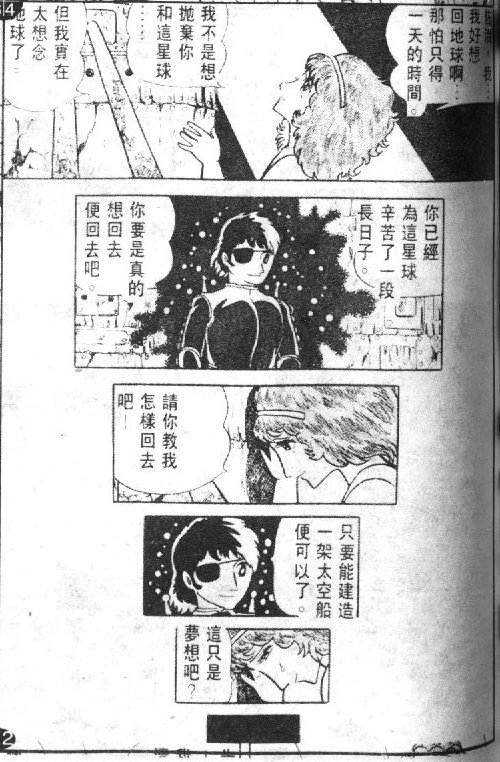 我…
我好想
回地球啊…
那怕只得
一天的時間。
我不是想
拋棄你
和這星球
……
但我實在
太想念
地球了。
你已經
為這星球
辛苦了一段
長日子。
你要是真的
想回去
便回去吧。
請你教我
怎樣回去
吧…
只要能建造
一架太空船
便可以了。
這只是
夢想吧？
2